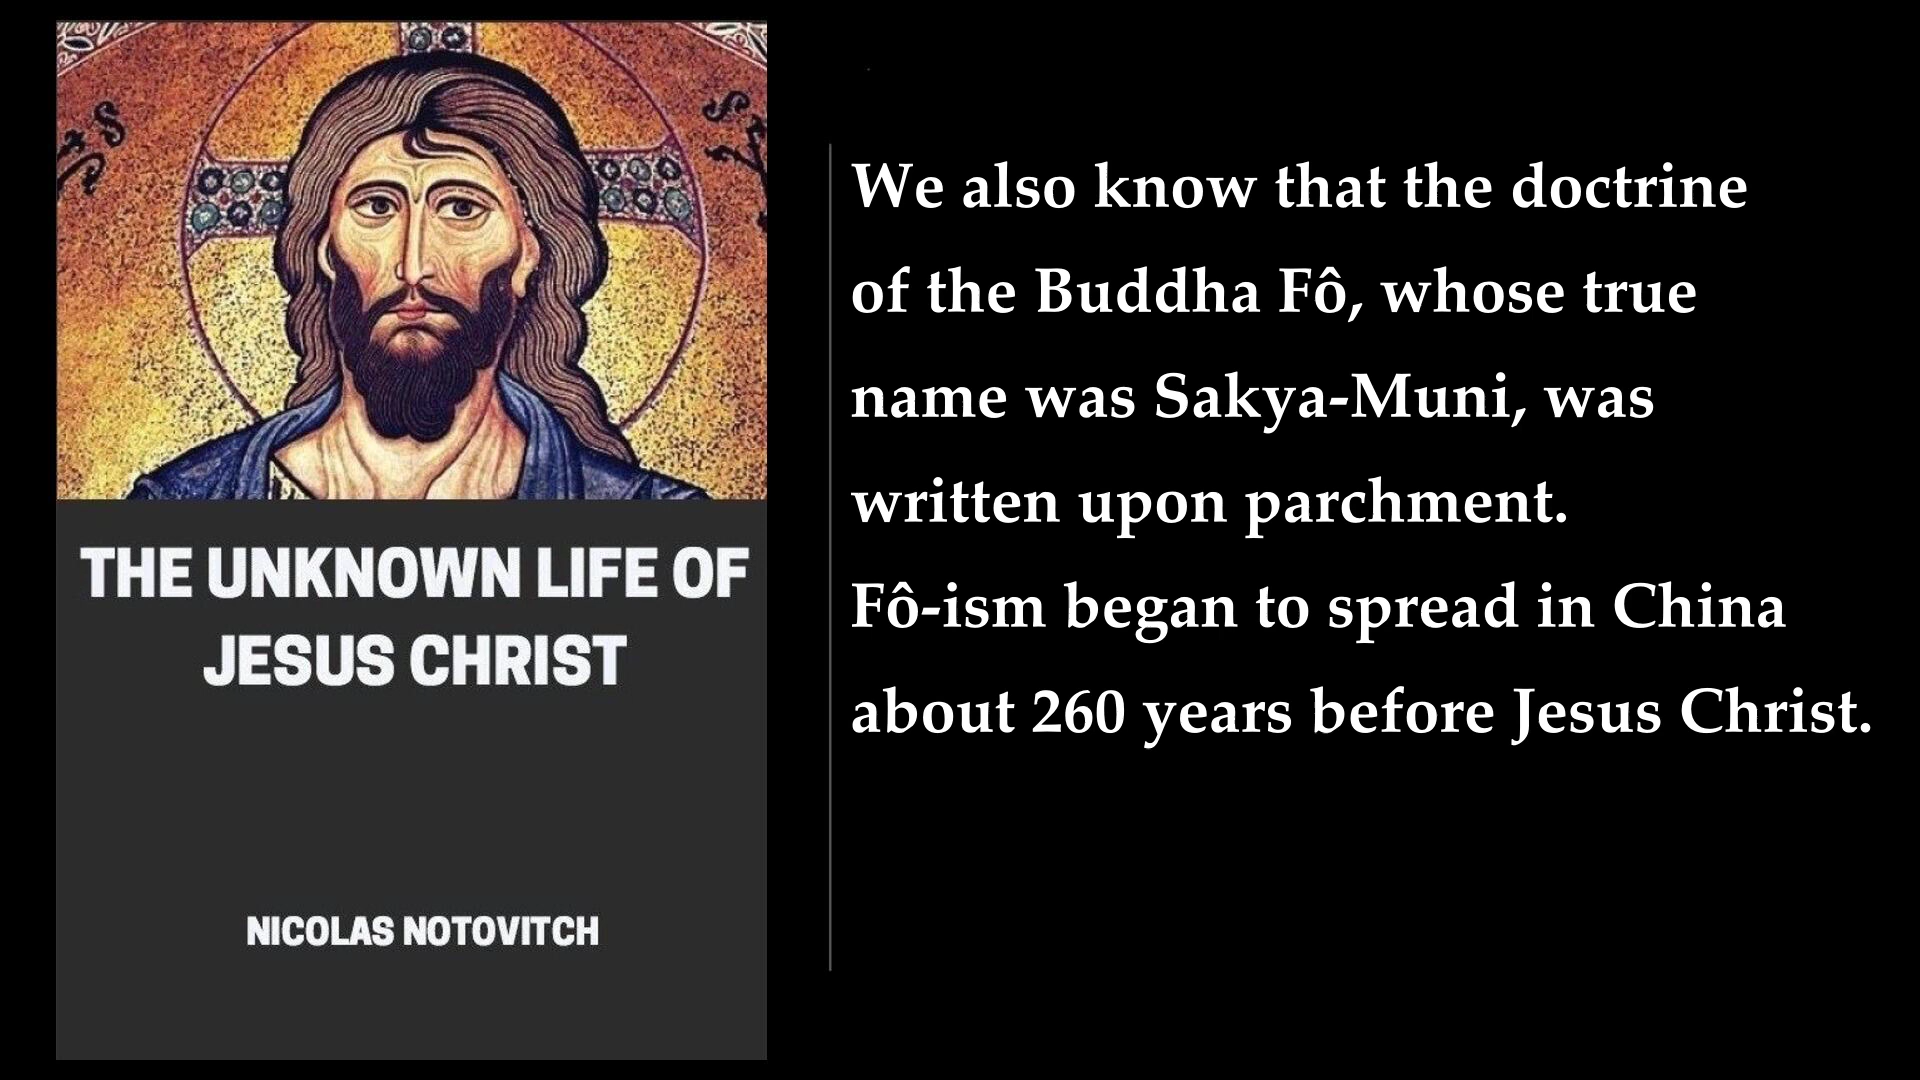 THE UNKNOWN LIFE OF
JESUS CHRIST
NICOLAS NOTOVITCH
We also know that the doctrine
of the Buddha Fô, whose true
name was Sakya-Muni, was
written upon parchment.
Fô-ism began to spread in China
about 260 years before Jesus Christ.